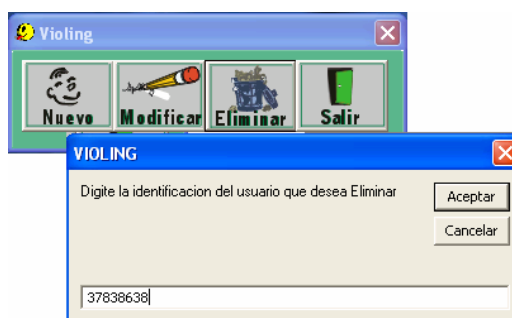 Violing
Nuevo Modificar Eliminar Salir
VIOLING
Digite la identificacion del usuario que desea Eliminar
Aceptar
Cancelar
37838638